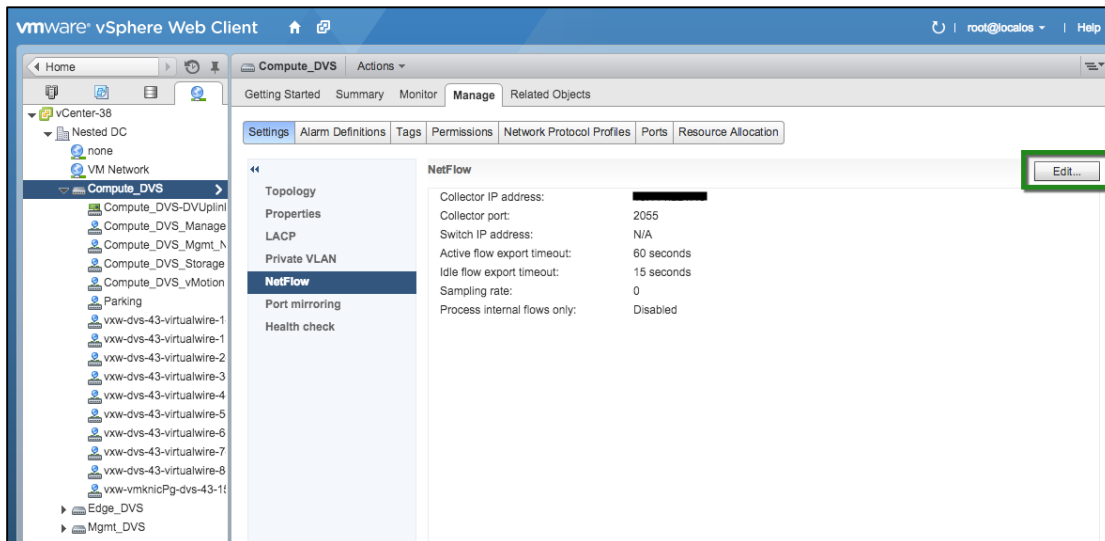 vmware® vSphere Web Client
root@localos
Help
Home
vCenter-38
Nested DC
none
VM Network
Compute_DVS
Compute_DVS-DVUplinl
Compute_DVS_Manage
Compute_DVS_Mgmt_N
Compute_DVS_Storage
Compute_DVS_vMotion
Parking
vxw-dvs-43-virtualwire-1
vxw-dvs-43-virtualwire-1
vxw-dvs-43-virtualwire-2
vxw-dvs-43-virtualwire-3
vxw-dvs-43-virtualwire-4
vxw-dvs-43-virtualwire-5
vxw-dvs-43-virtualwire-6
vxw-dvs-43-virtualwire-7
vxw-dvs-43-virtualwire-8
vxw-vmknicPg-dvs-43-15
Edge_DVS
Mgmt_DVS
Compute_DVS Actions
Getting Started Summary Monitor Manage Related Objects
Settings Alarm Definitions Tags Permissions Network Protocol Profiles Ports Resource Allocation
Topology
Properties
LACP
Private VLAN
NetFlow
Port mirroring
Health check
NetFlow
Edit...
Collector IP address:
Collector port: 2055
Switch IP address: N/A
Active flow export timeout: 60 seconds
Idle flow export timeout: 15 seconds
Sampling rate: 0
Process internal flows only: Disabled